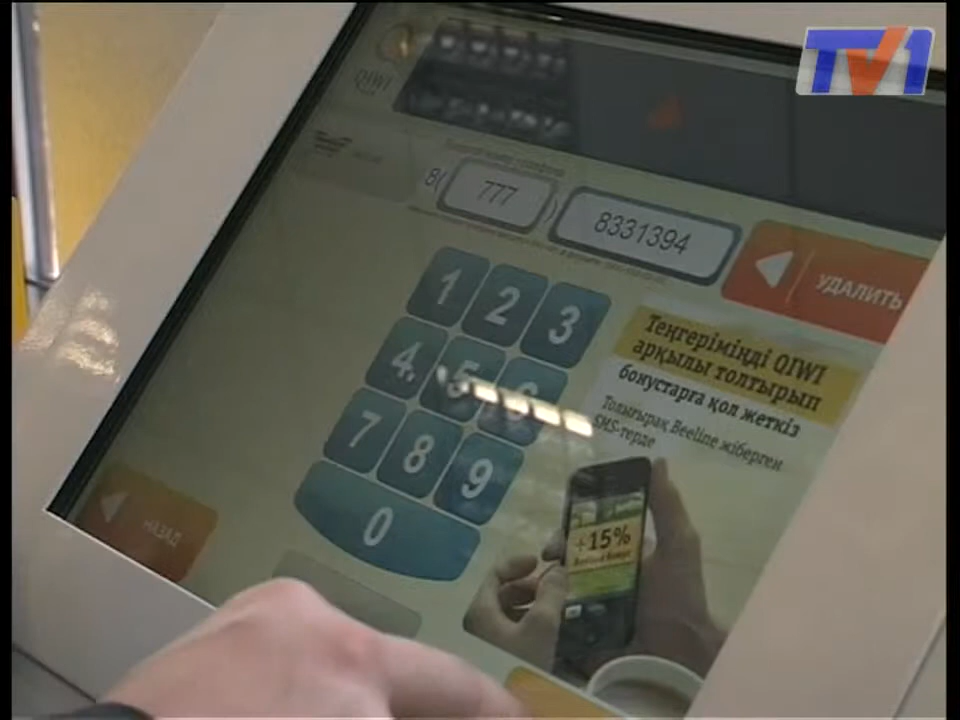 TV1
QIWI
8( 777 ) 8331394
УДАЛИТЬ
1 2 3
4 5 6
7 8 9
0
Теңгеріміңді QIWI
арқылы толтырып
бонустарға қол жеткіз
Толығырақ Beeline жіберген
SMS-терде
+15%
НАЗАД